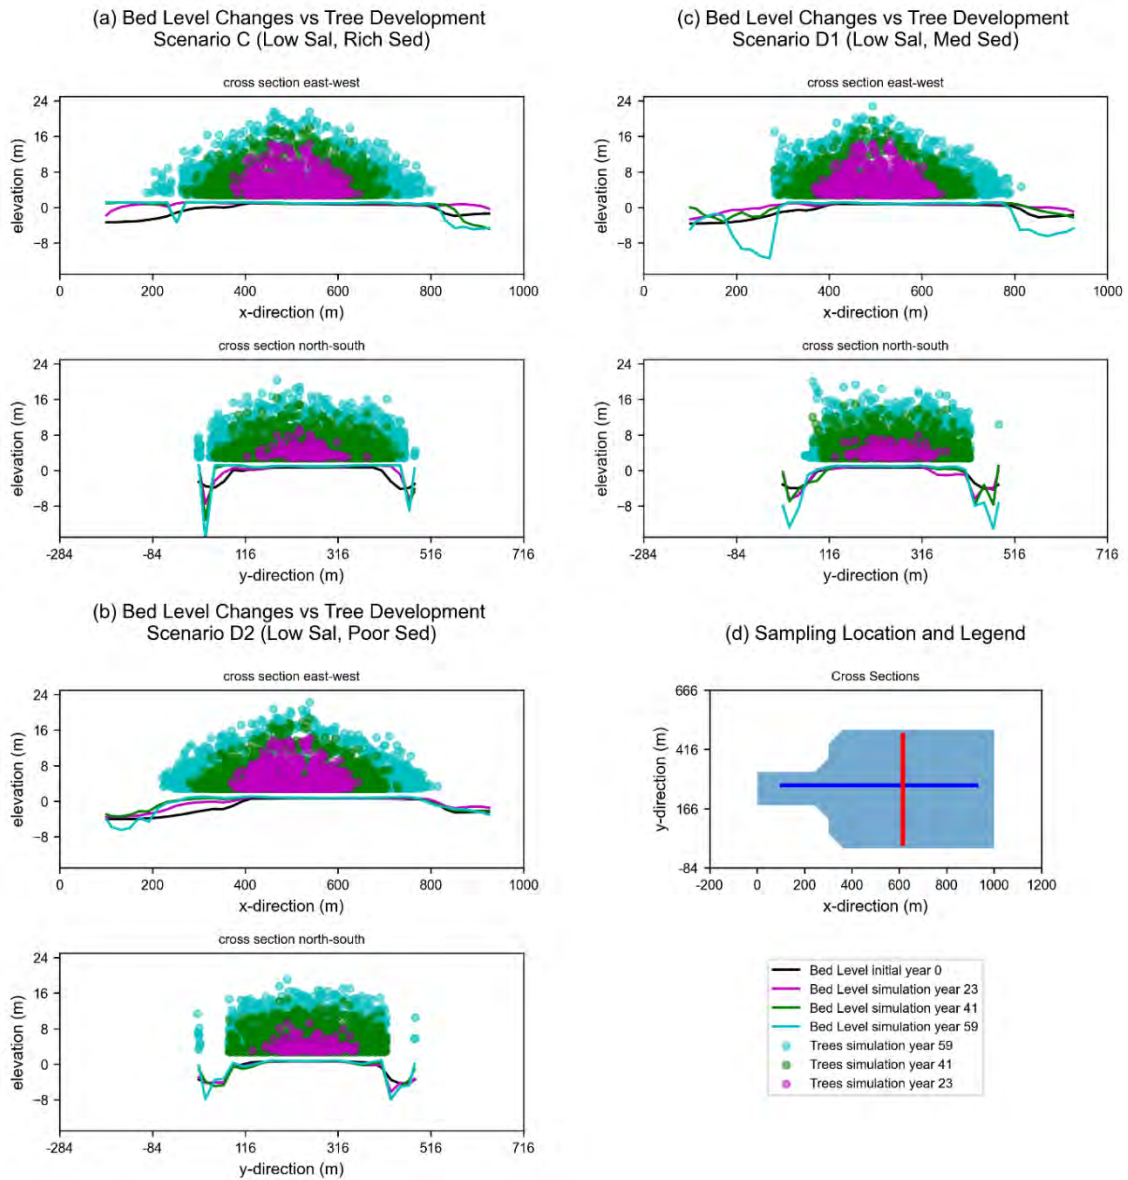 (a) Bed Level Changes vs Tree Development
Scenario C (Low Sal, Rich Sed)
cross section east-west
24
16
8
0
−8
elevation (m)
0 200 400 600 800 1000
x-direction (m)
cross section north-south
24
16
8
0
−8
elevation (m)
-284 -84 116 316 516 716
y-direction (m)
(c) Bed Level Changes vs Tree Development
Scenario D1 (Low Sal, Med Sed)
cross section east-west
24
16
8
0
−8
elevation (m)
0 200 400 600 800 1000
x-direction (m)
cross section north-south
24
16
8
0
−8
elevation (m)
-284 -84 116 316 516 716
y-direction (m)
(b) Bed Level Changes vs Tree Development
Scenario D2 (Low Sal, Poor Sed)
cross section east-west
24
16
8
0
−8
elevation (m)
0 200 400 600 800 1000
x-direction (m)
cross section north-south
24
16
8
0
−8
elevation (m)
-284 -84 116 316 516 716
y-direction (m)
(d) Sampling Location and Legend
Cross Sections
666
416
166
-84
y-direction (m)
-200 0 200 400 600 800 1000 1200
x-direction (m)
Bed Level initial year 0
Bed Level simulation year 23
Bed Level simulation year 41
Bed Level simulation year 59
Trees simulation year 59
Trees simulation year 41
Trees simulation year 23